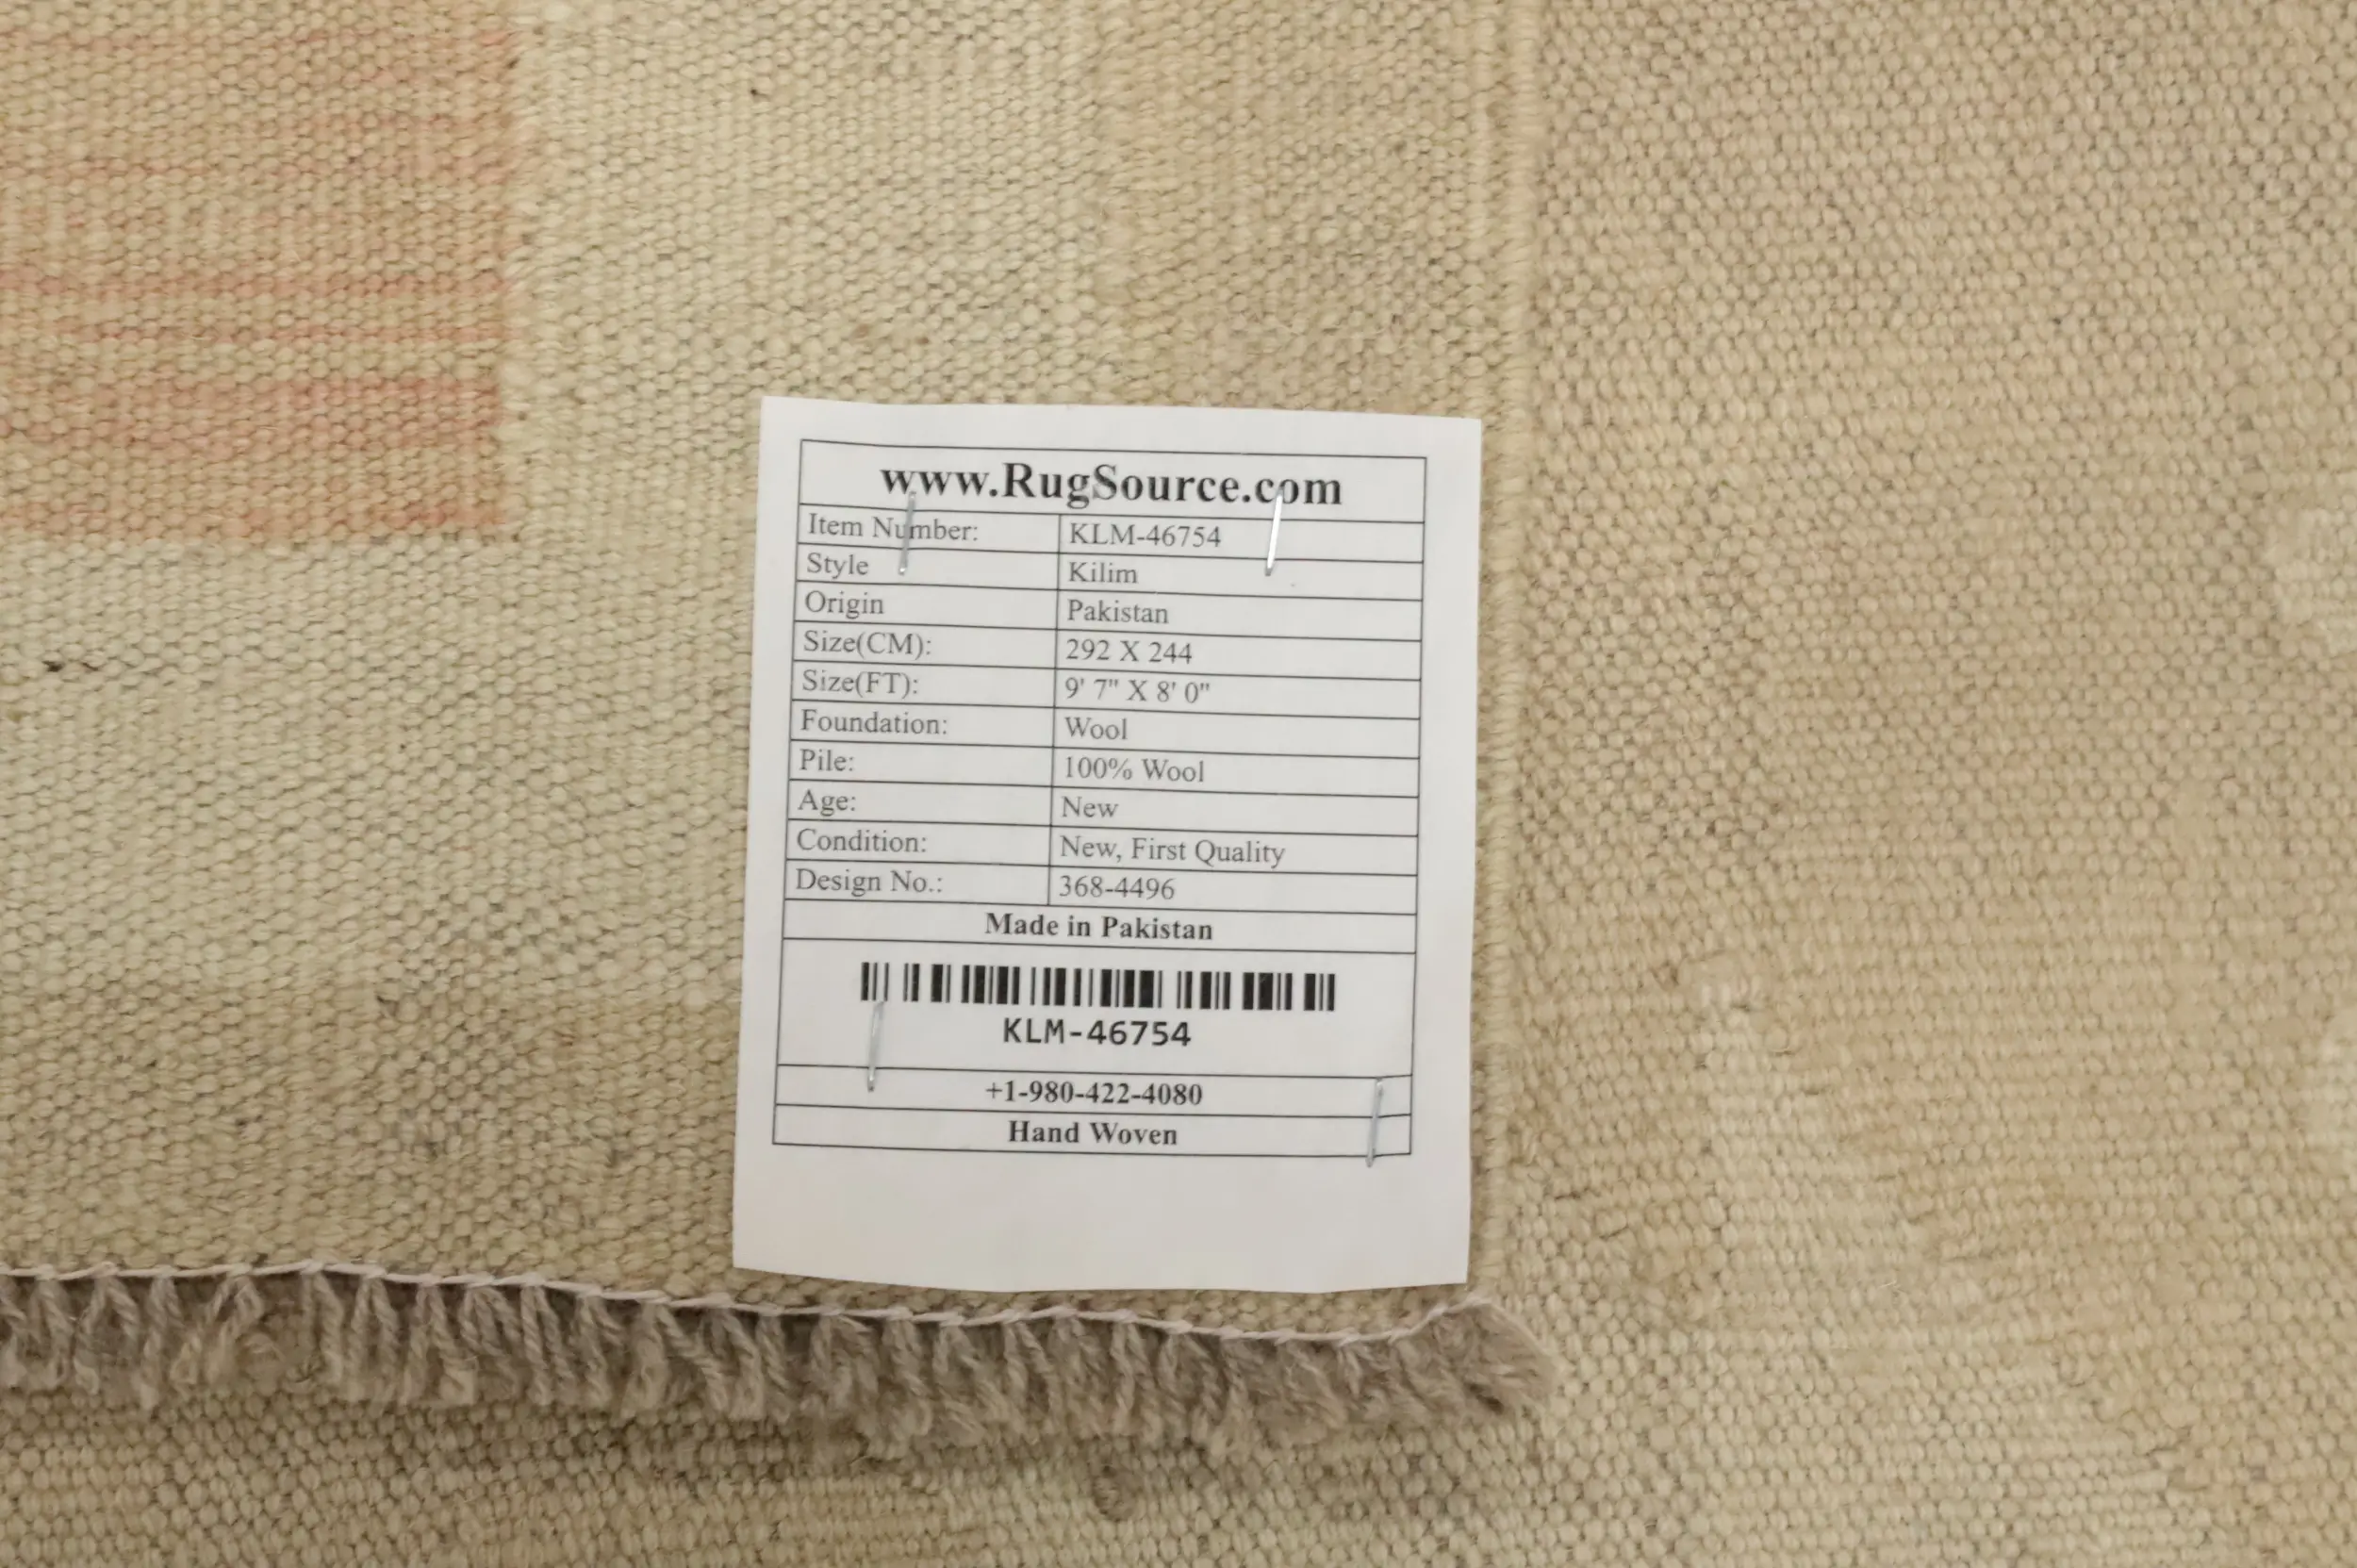 www.RugSource.com
Item Number: KLM-46754
Style Kilim
Origin Pakistan
Size(CM): 292 X 244
Size(FT): 9' 7" X 8' 0"
Foundation: Wool
Pile: 100% Wool
Age: New
Condition: New, First Quality
Design No.: 368-4496
Made in Pakistan
KLM-46754
+1-980-422-4080
Hand Woven